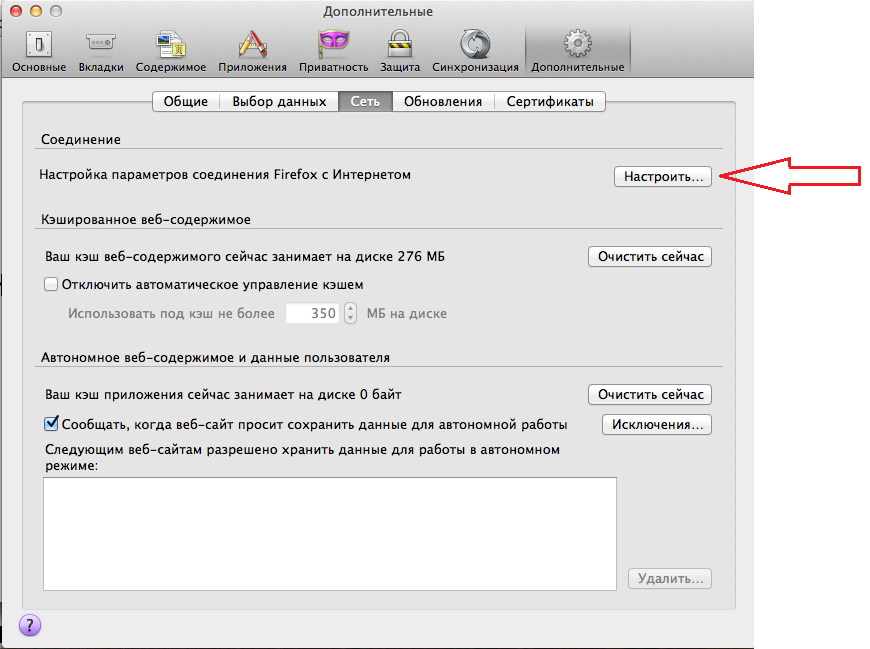 Дополнительные
Основные Вкладки Содержимое Приложения Приватность Защита Синхронизация Дополнительные
Общие Выбор данных Сеть Обновления Сертификаты
Соединение
Настройка параметров соединения Firefox с Интернетом Настроить...
Кэшированное веб-содержимое
Ваш кэш веб-содержимого сейчас занимает на диске 276 МБ Очистить сейчас
Отключить автоматическое управление кэшем
Использовать под кэш не более 350 МБ на диске
Автономное веб-содержимое и данные пользователя
Ваш кэш приложения сейчас занимает на диске 0 байт Очистить сейчас
Сообщать, когда веб-сайт просит сохранить данные для автономной работы Исключения...
Следующим веб-сайтам разрешено хранить данные для работы в автономном
режиме:
Удалить...
?